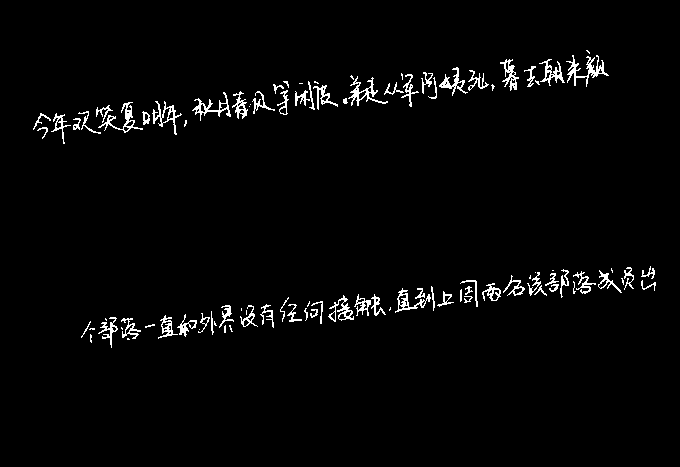 今年欢笑复明年,秋月春风等闲度。弟走从军阿姨死,暮去朝来颜
个部落一直和外界没有任何接触,直到上周两名该部落成员出